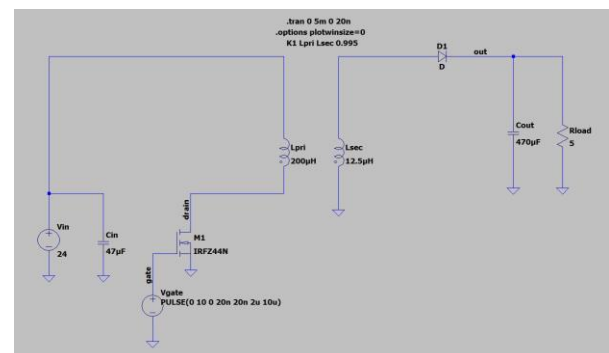 .tran 0 5m 0 20n
.options plotwinsize=0
K1 Lpri Lsec 0.995
D1
D
out
Lpri
200µH
Lsec
12.5µH
Cout
470µF
Rload
5
drain
Vin
24
Cin
47µF
M1
IRFZ44N
gate
Vgate
PULSE(0 10 0 20n 20n 2u 10u)